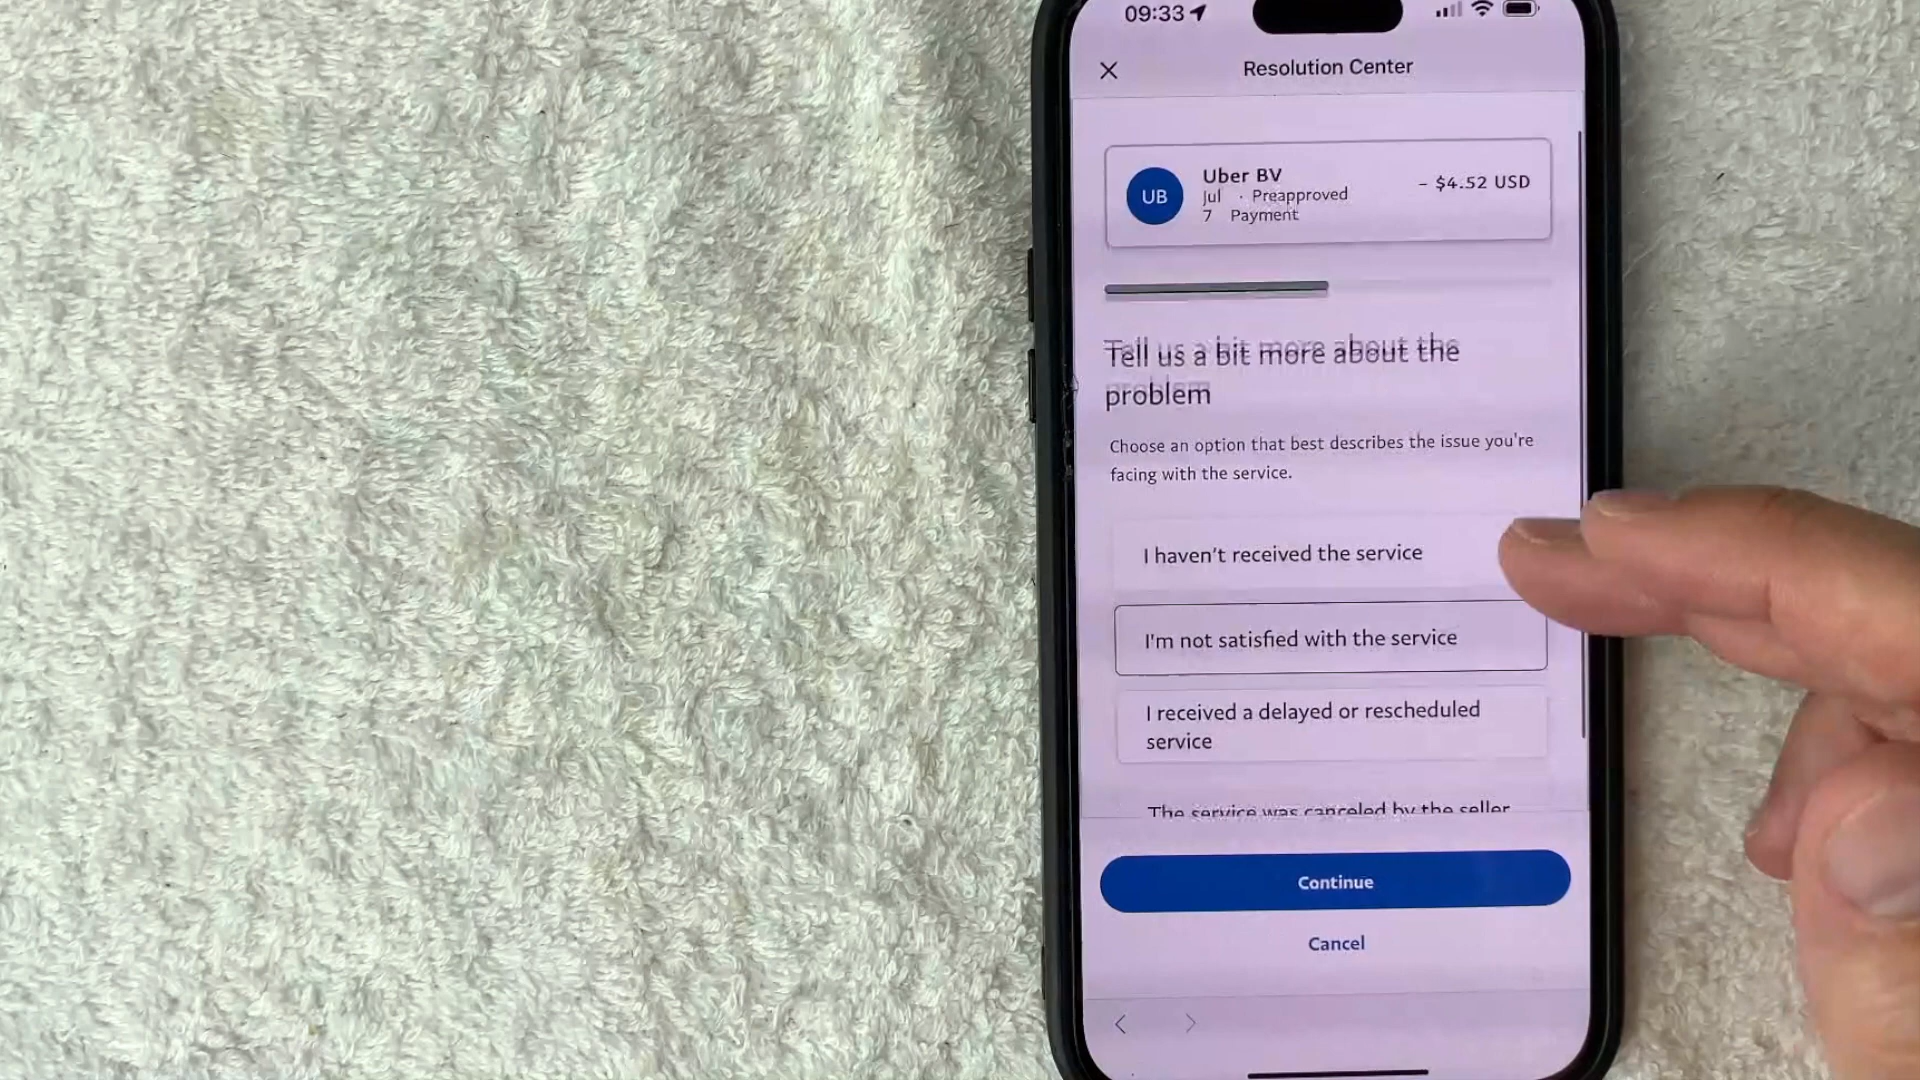 09:33
Resolution Center
UB
Uber BV
- $4.52 USD
Jul · Preapproved
7 Payment
Tell us a bit more about the
problem
Choose an option that best describes the issue you're
facing with the service.
I haven't received the service
I'm not satisfied with the service
I received a delayed or rescheduled
service
The service was canceled by the seller
Continue
Cancel